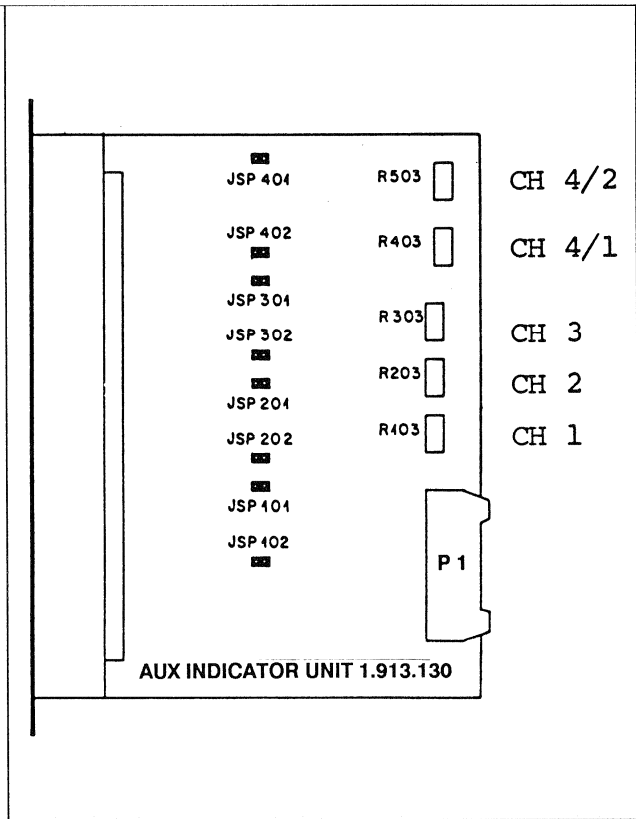 JSP 401 R503 CH 4/2
JSP 402 R403 CH 4/1
JSP 301 R303 CH 3
JSP 302
R203 CH 2
JSP 201
JSP 202 R103 CH 1
JSP 101
JSP 102
P 1
AUX INDICATOR UNIT 1.913.130